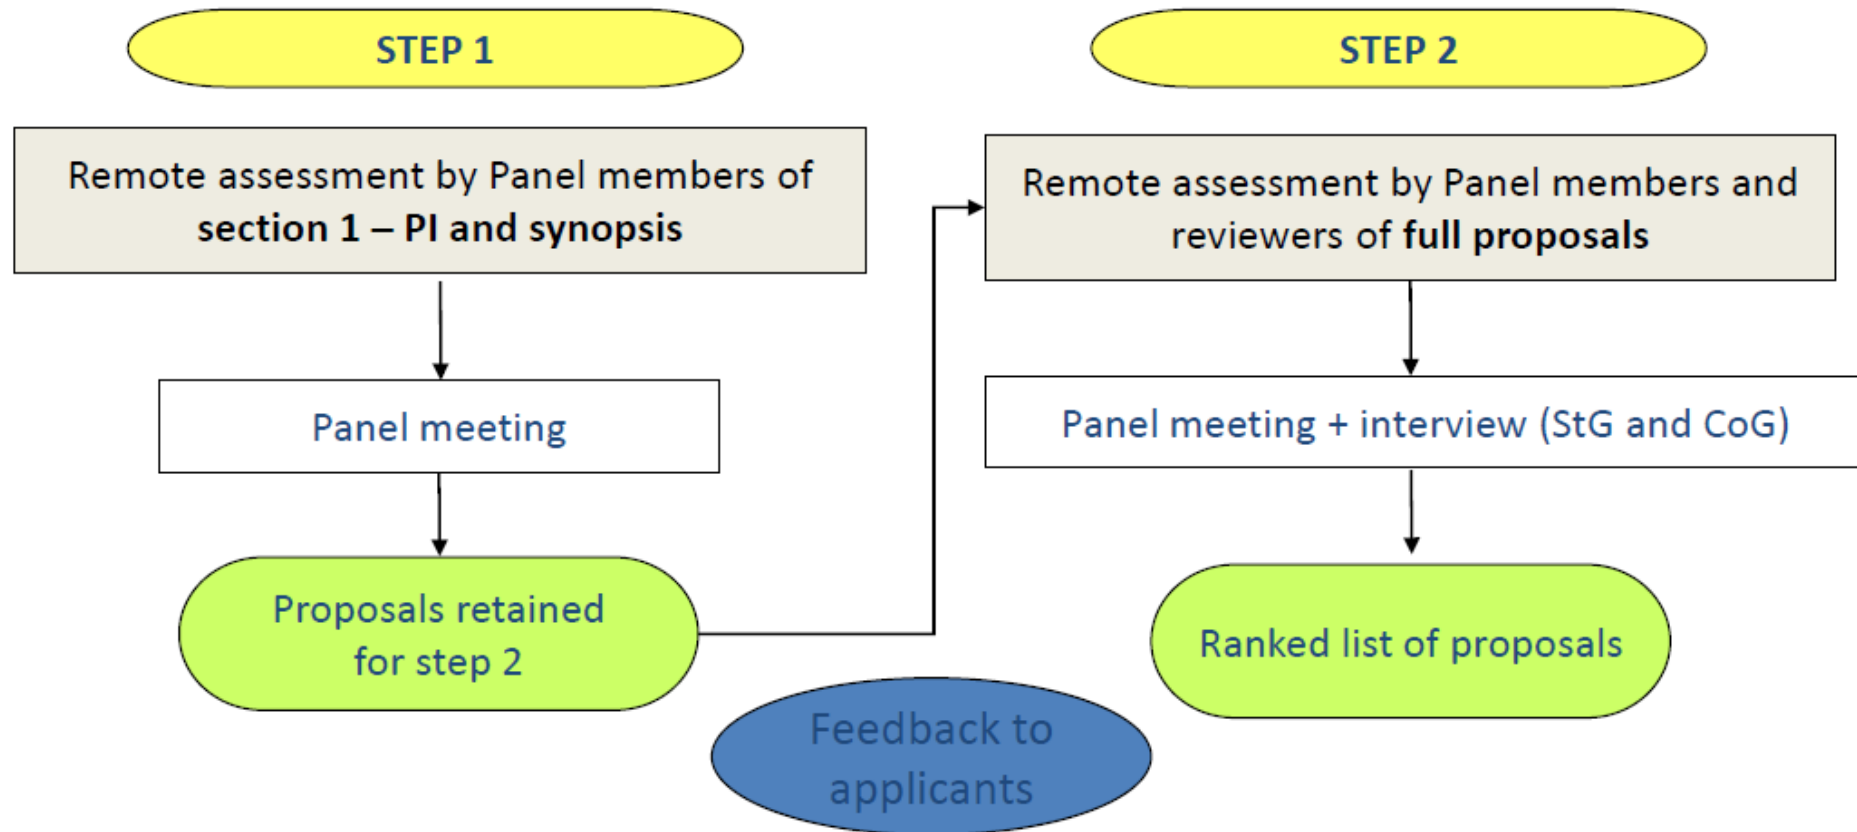 STEP 1
Remote assessment by Panel members of
section 1 – PI and synopsis
Panel meeting
Proposals retained
for step 2
STEP 2
Remote assessment by Panel members and
reviewers of full proposals
Panel meeting + interview (StG and CoG)
Ranked list of proposals
Feedback to
applicants